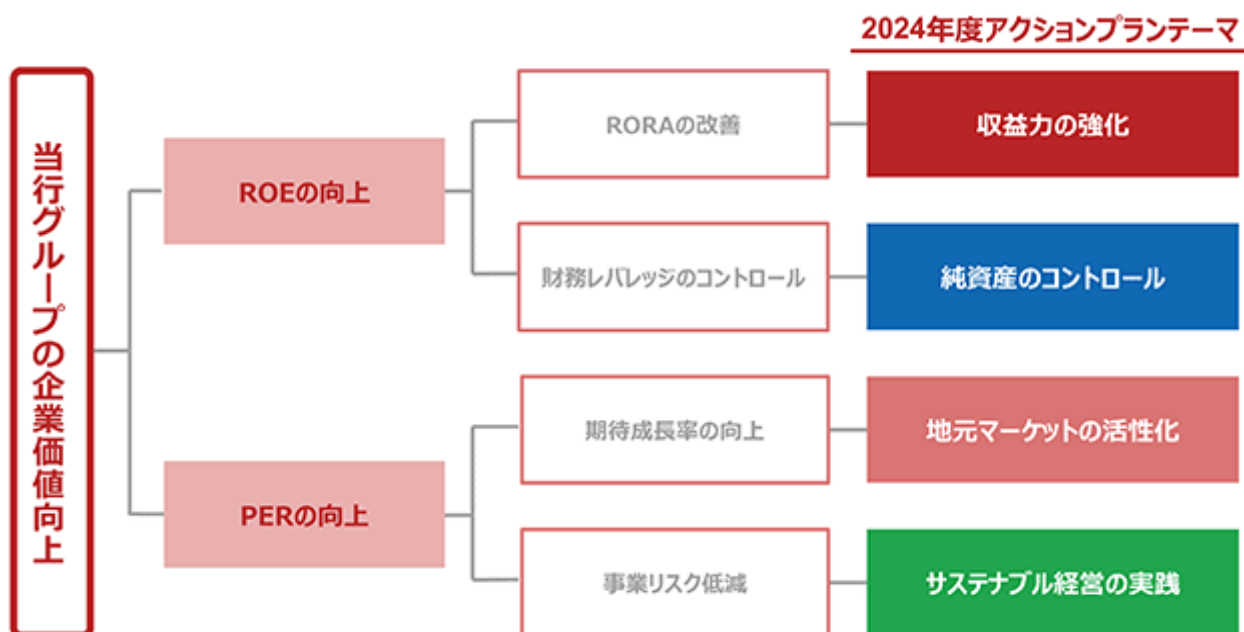 2024年度アクションプランテーマ
当行グループの企業価値向上
ROEの向上
RORAの改善
収益力の強化
財務レバレッジのコントロール
純資産のコントロール
PERの向上
期待成長率の向上
地元マーケットの活性化
事業リスク低減
サステナブル経営の実践